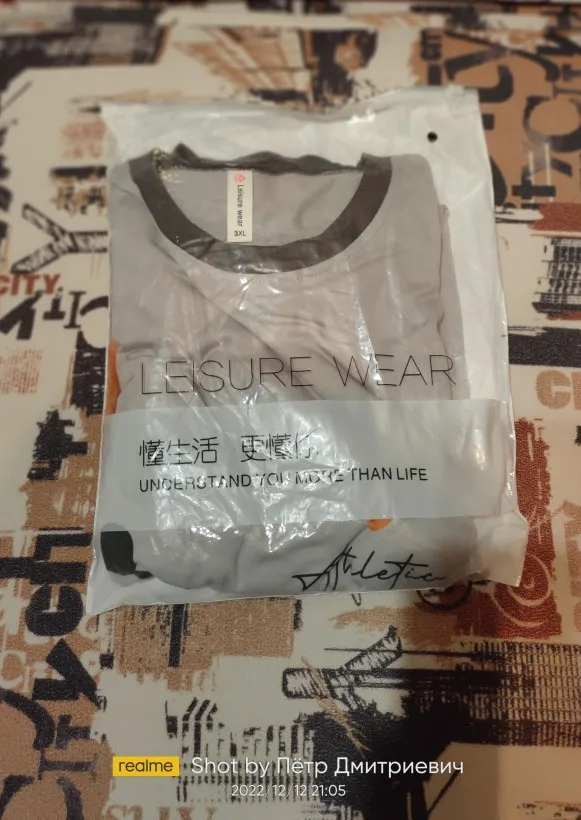 Leisure wear
3XL
LEISURE WEAR
懂生活 更懂你
UNDERSTAND YOU MORE THAN LIFE
Athletic
CITY
realme Shot by Пётр Дмитриевич
2022/12/12 21:05